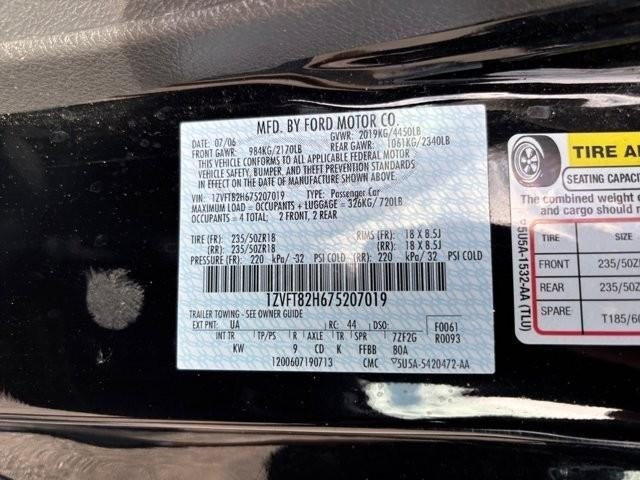 MFD. BY FORD MOTOR CO.
DATE: 07/06 GVWR: 2019KG/4450LB
FRONT GAWR: 984KG/2170LB REAR GAWR: 1061KG/2340LB
THIS VEHICLE CONFORMS TO ALL APPLICABLE FEDERAL MOTOR
VEHICLE SAFETY, BUMPER, AND THEFT PREVENTION STANDARDS
IN EFFECT ON THE DATE OF MANUFACTURE SHOWN ABOVE.
VIN: 1ZVFT82H675207019 TYPE: Passenger Car
MAXIMUM LOAD = OCCUPANTS + LUGGAGE = 326KG/ 720LB
OCCUPANTS = 4 TOTAL: 2 FRONT, 2 REAR
TIRE (FR): 235/50ZR18 RIMS (FR): 18 X 8.5J
(RR): 235/50ZR18 (RR): 18 X 8.5J
PRESSURE (FR): 220 kPa/ 32 PSI COLD (RR): 220 kPa/ 32 PSI COLD
1ZVFT82H675207019
TRAILER TOWING - SEE OWNER GUIDE
EXT PNT: UA RC: 44 DSO: F0061
INT TR TP/PS R AXLE TR SPR 7ZF2G R0093
KW 9 CD K FFBB 80A
1200607190713 CMC 5U5A-5420472-AA
TIRE A
SEATING CAPACI
The combined weight
and cargo should
TIRE SIZE
FRONT 235/50Z
REAR 235/50Z
SPARE T185/60
5U5A-1532-AA (TLU)